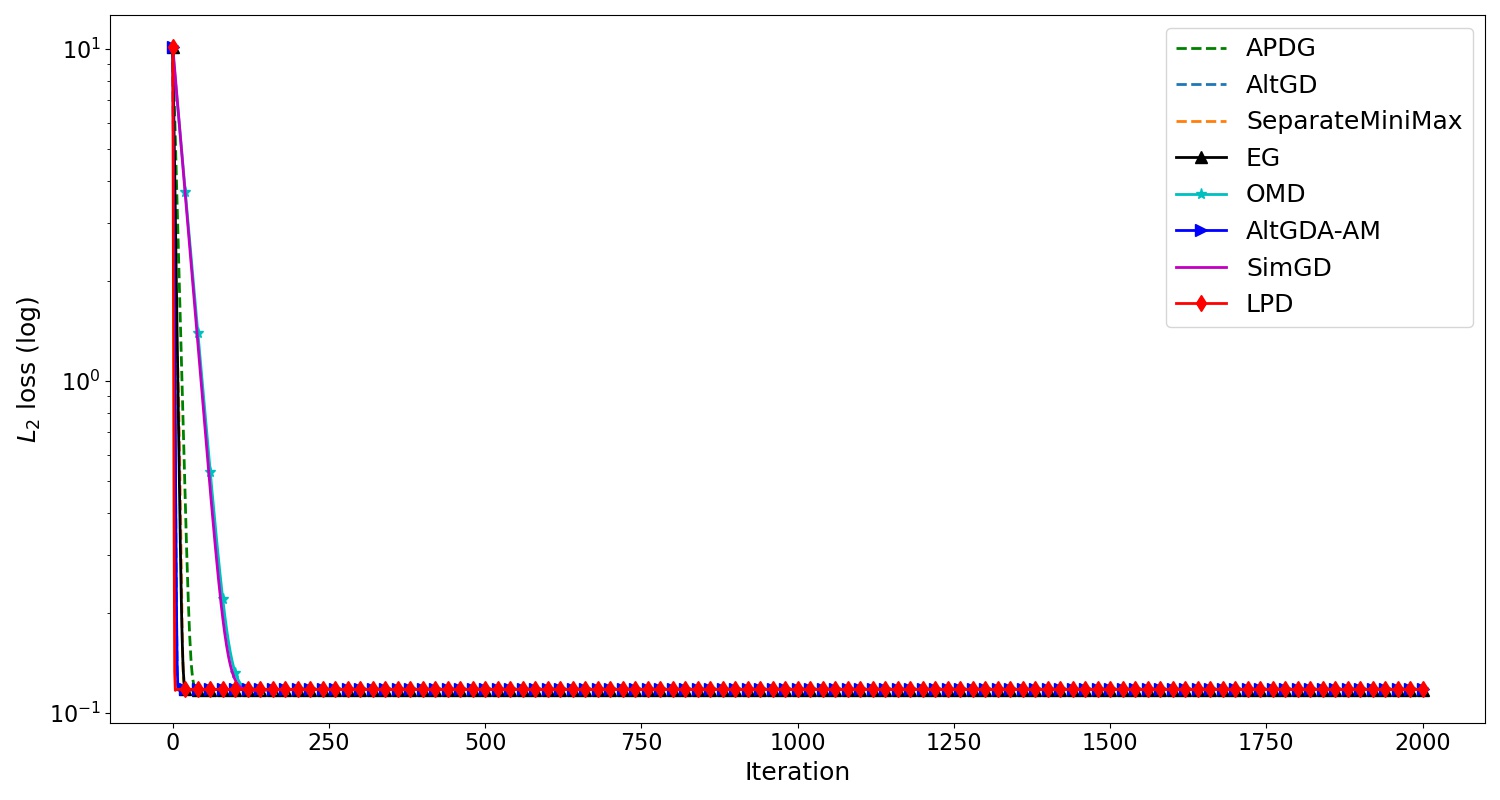 10^1
10^0
10^{-1}
L_2 loss (log)
APDG
AltGD
SeparateMiniMax
EG
OMD
AltGDA-AM
SimGD
LPD
0 250 500 750 1000 1250 1500 1750 2000
Iteration